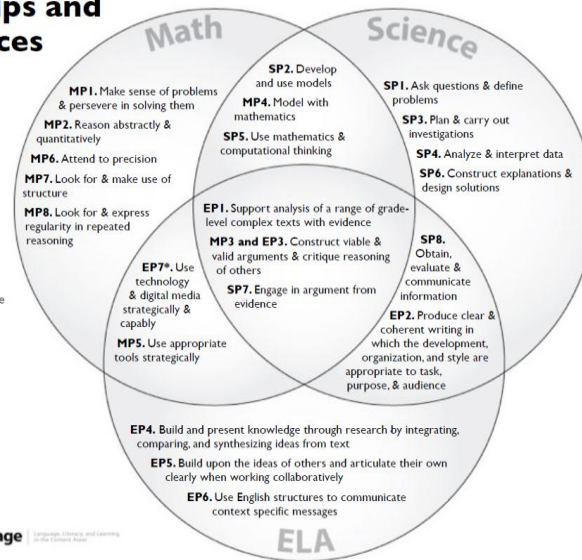 ps and
ces
Math
Science
MP1. Make sense of problems
& persevere in solving them
MP2. Reason abstractly &
quantitatively
MP6. Attend to precision
MP7. Look for & make use of
structure
MP8. Look for & express
regularity in repeated
reasoning
SP2. Develop
and use models
MP4. Model with
mathematics
SP5. Use mathematics &
computational thinking
SP1. Ask questions & define
problems
SP3. Plan & carry out
investigations
SP4. Analyze & interpret data
SP6. Construct explanations &
design solutions
EP1. Support analysis of a range of grade-
level complex texts with evidence
MP3 and EP3. Construct viable &
valid arguments & critique reasoning
of others
SP7. Engage in argument from
evidence
EP7*. Use
technology
& digital media
strategically &
capably
MP5. Use appropriate
tools strategically
SP8.
Obtain,
evaluate &
communicate
information
EP2. Produce clear &
coherent writing in
which the development,
organization, and style are
appropriate to task,
purpose, & audience
e
EP4. Build and present knowledge through research by integrating,
comparing, and synthesizing ideas from text
EP5. Build upon the ideas of others and articulate their own
clearly when working collaboratively
EP6. Use English structures to communicate
context specific messages
ELA
age
Language, Literacy, and Learning
in the Content Areas